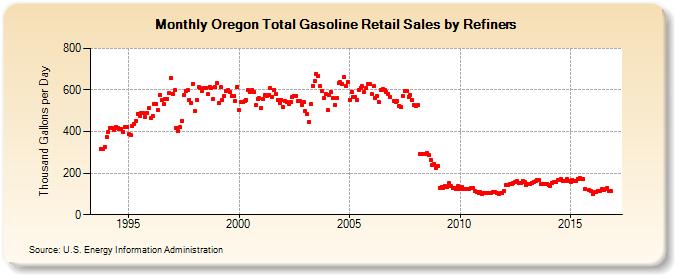 Monthly Oregon Total Gasoline Retail Sales by Refiners
Thousand Gallons per Day
800
600
400
200
0
1995 2000 2005 2010 2015
Source: U.S. Energy Information Administration